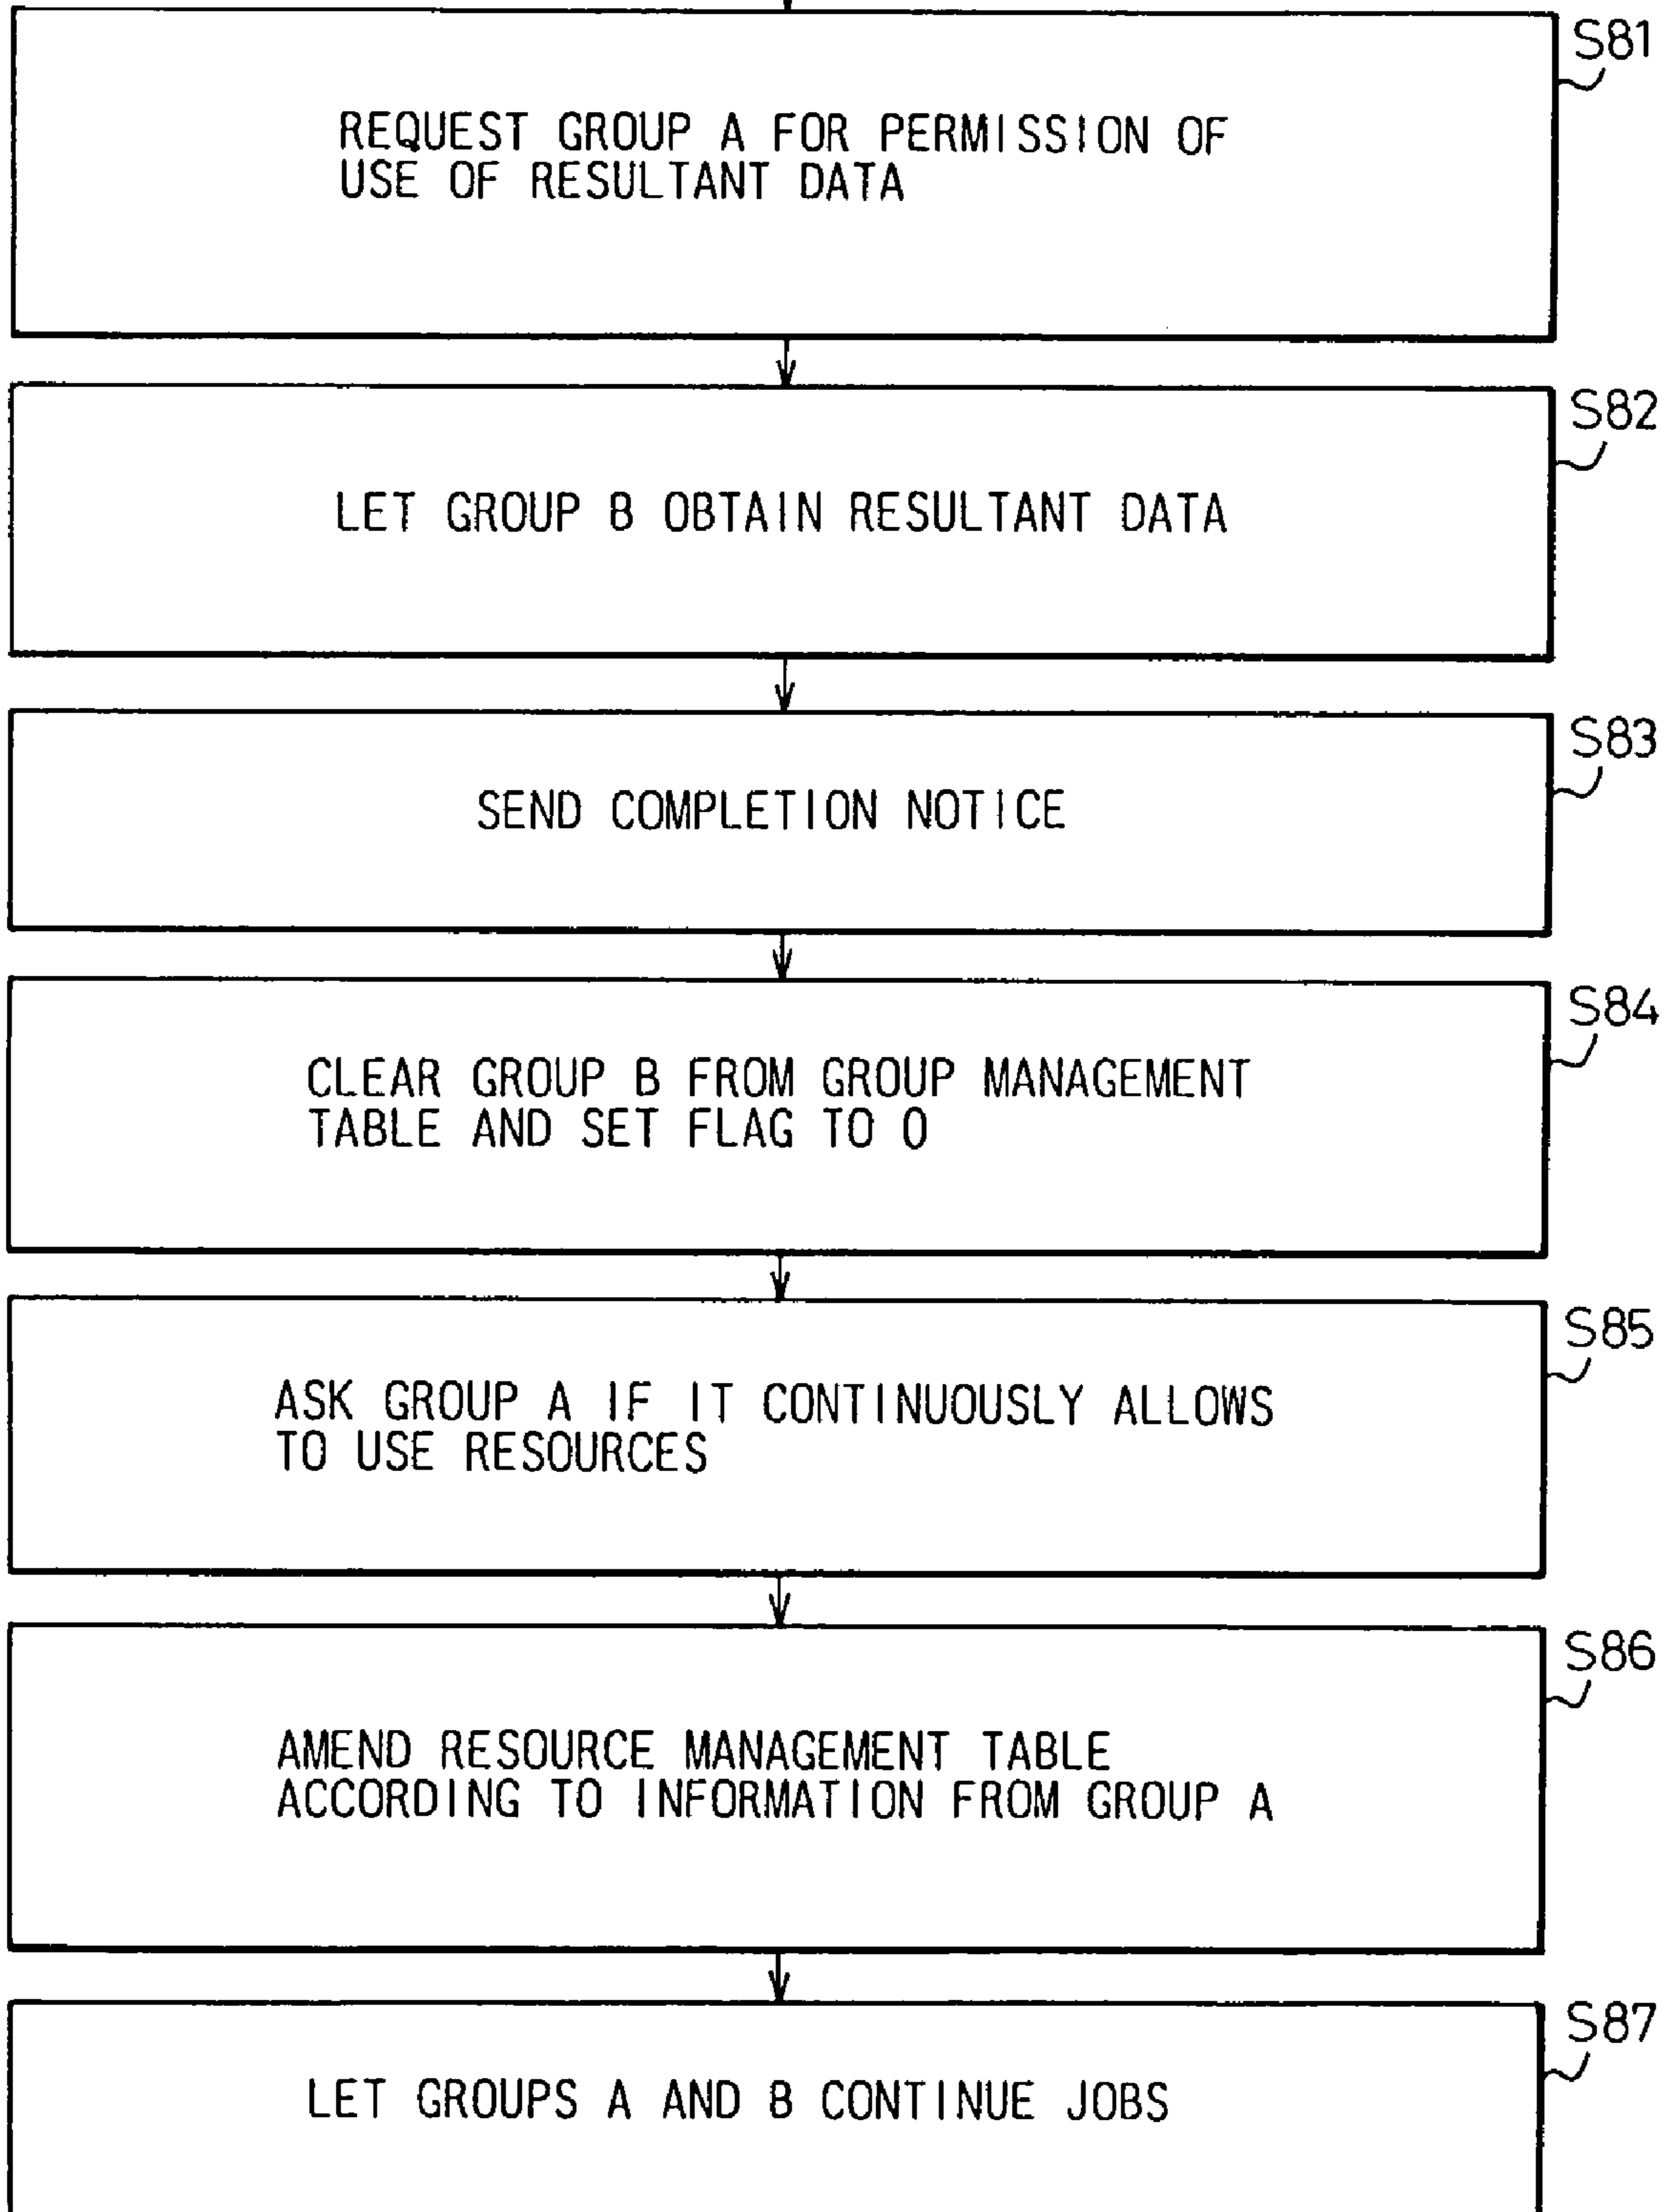 S81
REQUEST GROUP A FOR PERMISSION OF
USE OF RESULTANT DATA
S82
LET GROUP B OBTAIN RESULTANT DATA
S83
SEND COMPLETION NOTICE
S84
CLEAR GROUP B FROM GROUP MANAGEMENT
TABLE AND SET FLAG TO 0
S85
ASK GROUP A IF IT CONTINUOUSLY ALLOWS
TO USE RESOURCES
S86
AMEND RESOURCE MANAGEMENT TABLE
ACCORDING TO INFORMATION FROM GROUP A
S87
LET GROUPS A AND B CONTINUE JOBS